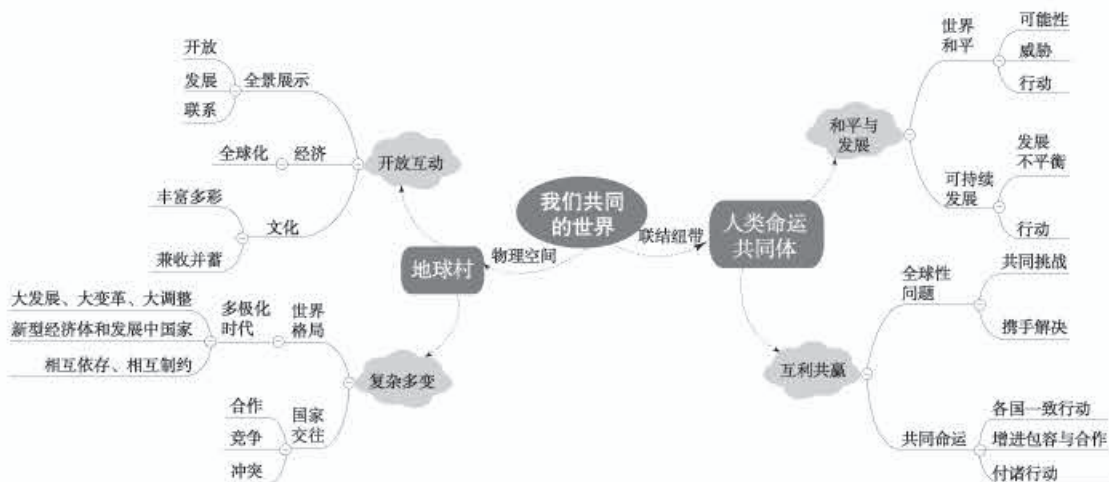 我们共同
的世界
物理空间
地球村
开放互动
全景展示
开放
发展
联系
经济
全球化
文化
丰富多彩
兼收并蓄
复杂多变
世界
格局
多极化
时代
大发展、大变革、大调整
新型经济体和发展中国家
相互依存、相互制约
国家
交往
合作
竞争
冲突
联结纽带
人类命运
共同体
和平与
发展
世界
和平
可能性
威胁
行动
可持续
发展
发展
不平衡
行动
互利共赢
全球性
问题
共同挑战
携手解决
共同命运
各国一致行动
增进包容与合作
付诸行动